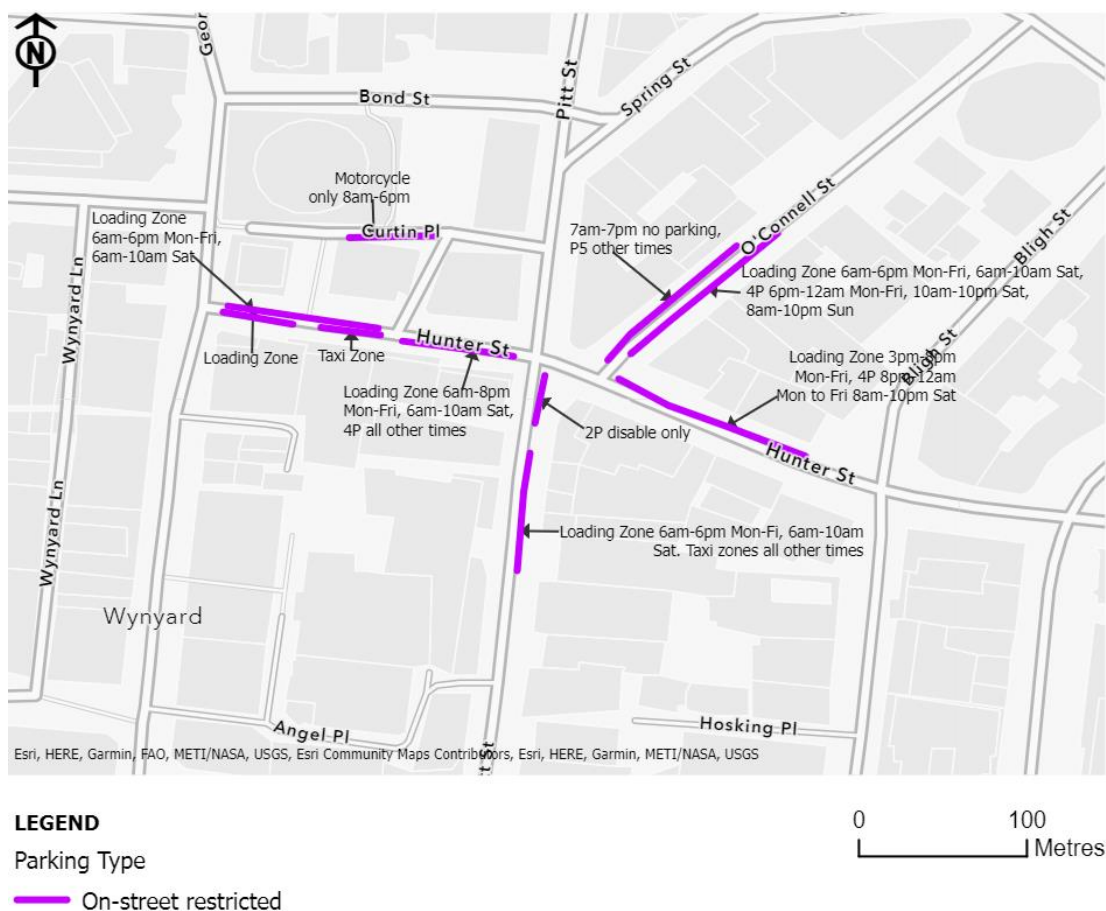 N
Geor
Bond St
Pitt St
Spring St
Motorcycle
only 8am-6pm
Curtin Pl
Loading Zone
6am-6pm Mon-Fri,
6am-10am Sat
7am-7pm no parking,
P5 other times
O'Connell St
Bligh St
Loading Zone 6am-6pm Mon-Fri, 6am-10am Sat,
4P 6pm-12am Mon-Fri, 10am-10pm Sat,
8am-10pm Sun
Wynyard Ln
Loading Zone
Taxi Zone
Hunter St
Loading Zone 6am-8pm
Mon-Fri, 6am-10am Sat,
4P all other times
Loading Zone 3pm-
Mon-Fri, 4P 8pm-12am
Mon to Fri 8am-10pm Sat
Bligh St
2P disable only
Hunter St
Loading Zone 6am-6pm Mon-Fi, 6am-10am
Sat. Taxi zones all other times
Wynyard Ln
Wynyard
Angel Pl
Hosking Pl
tt St
Esri, HERE, Garmin, FAO, METI/NASA, USGS, Esri Community Maps Contributors, Esri, HERE, Garmin, METI/NASA, USGS
LEGEND
Parking Type
On-street restricted
0 100
Metres